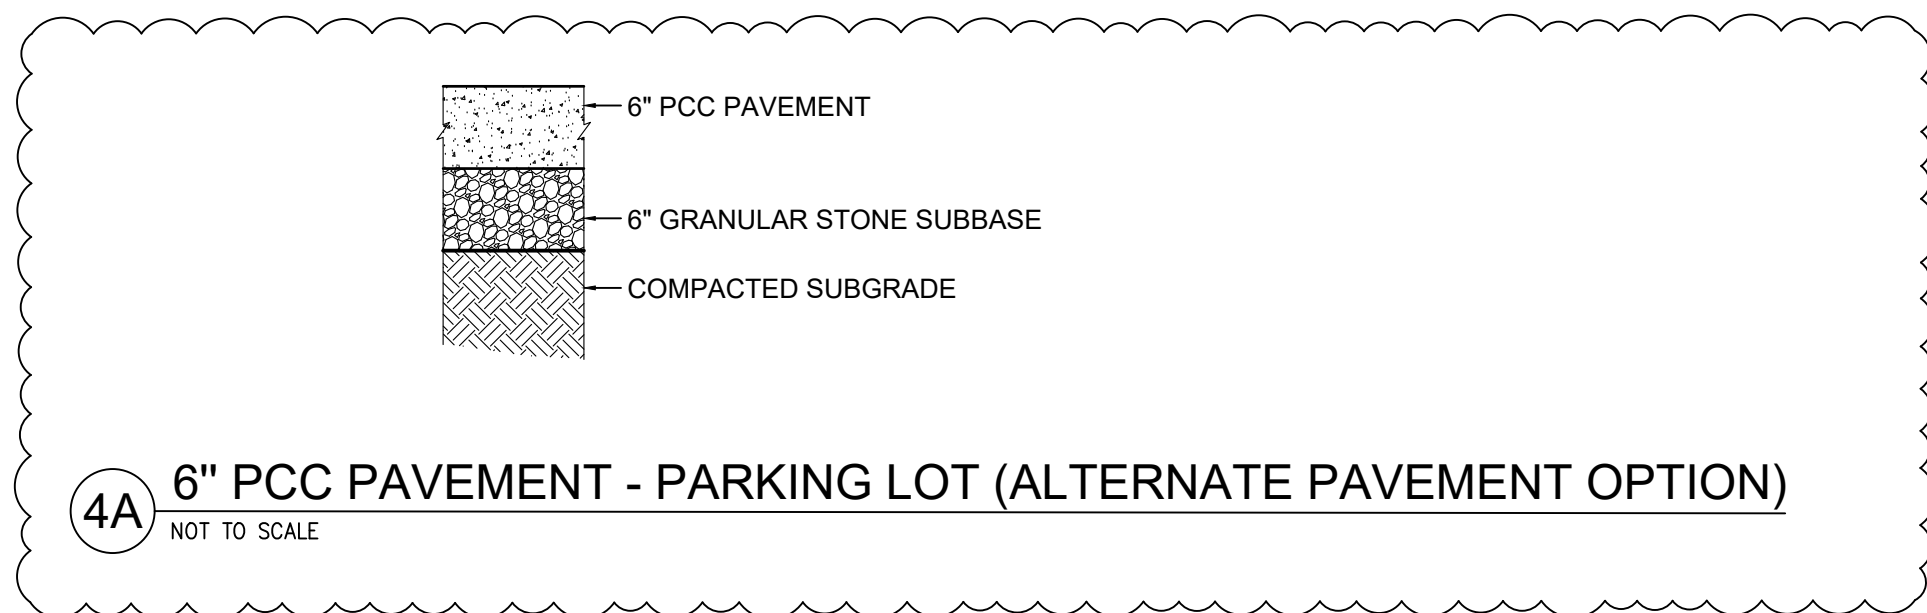 6" PCC PAVEMENT
6" GRANULAR STONE SUBBASE
COMPACTED SUBGRADE
4A
6" PCC PAVEMENT - PARKING LOT (ALTERNATE PAVEMENT OPTION)
NOT TO SCALE